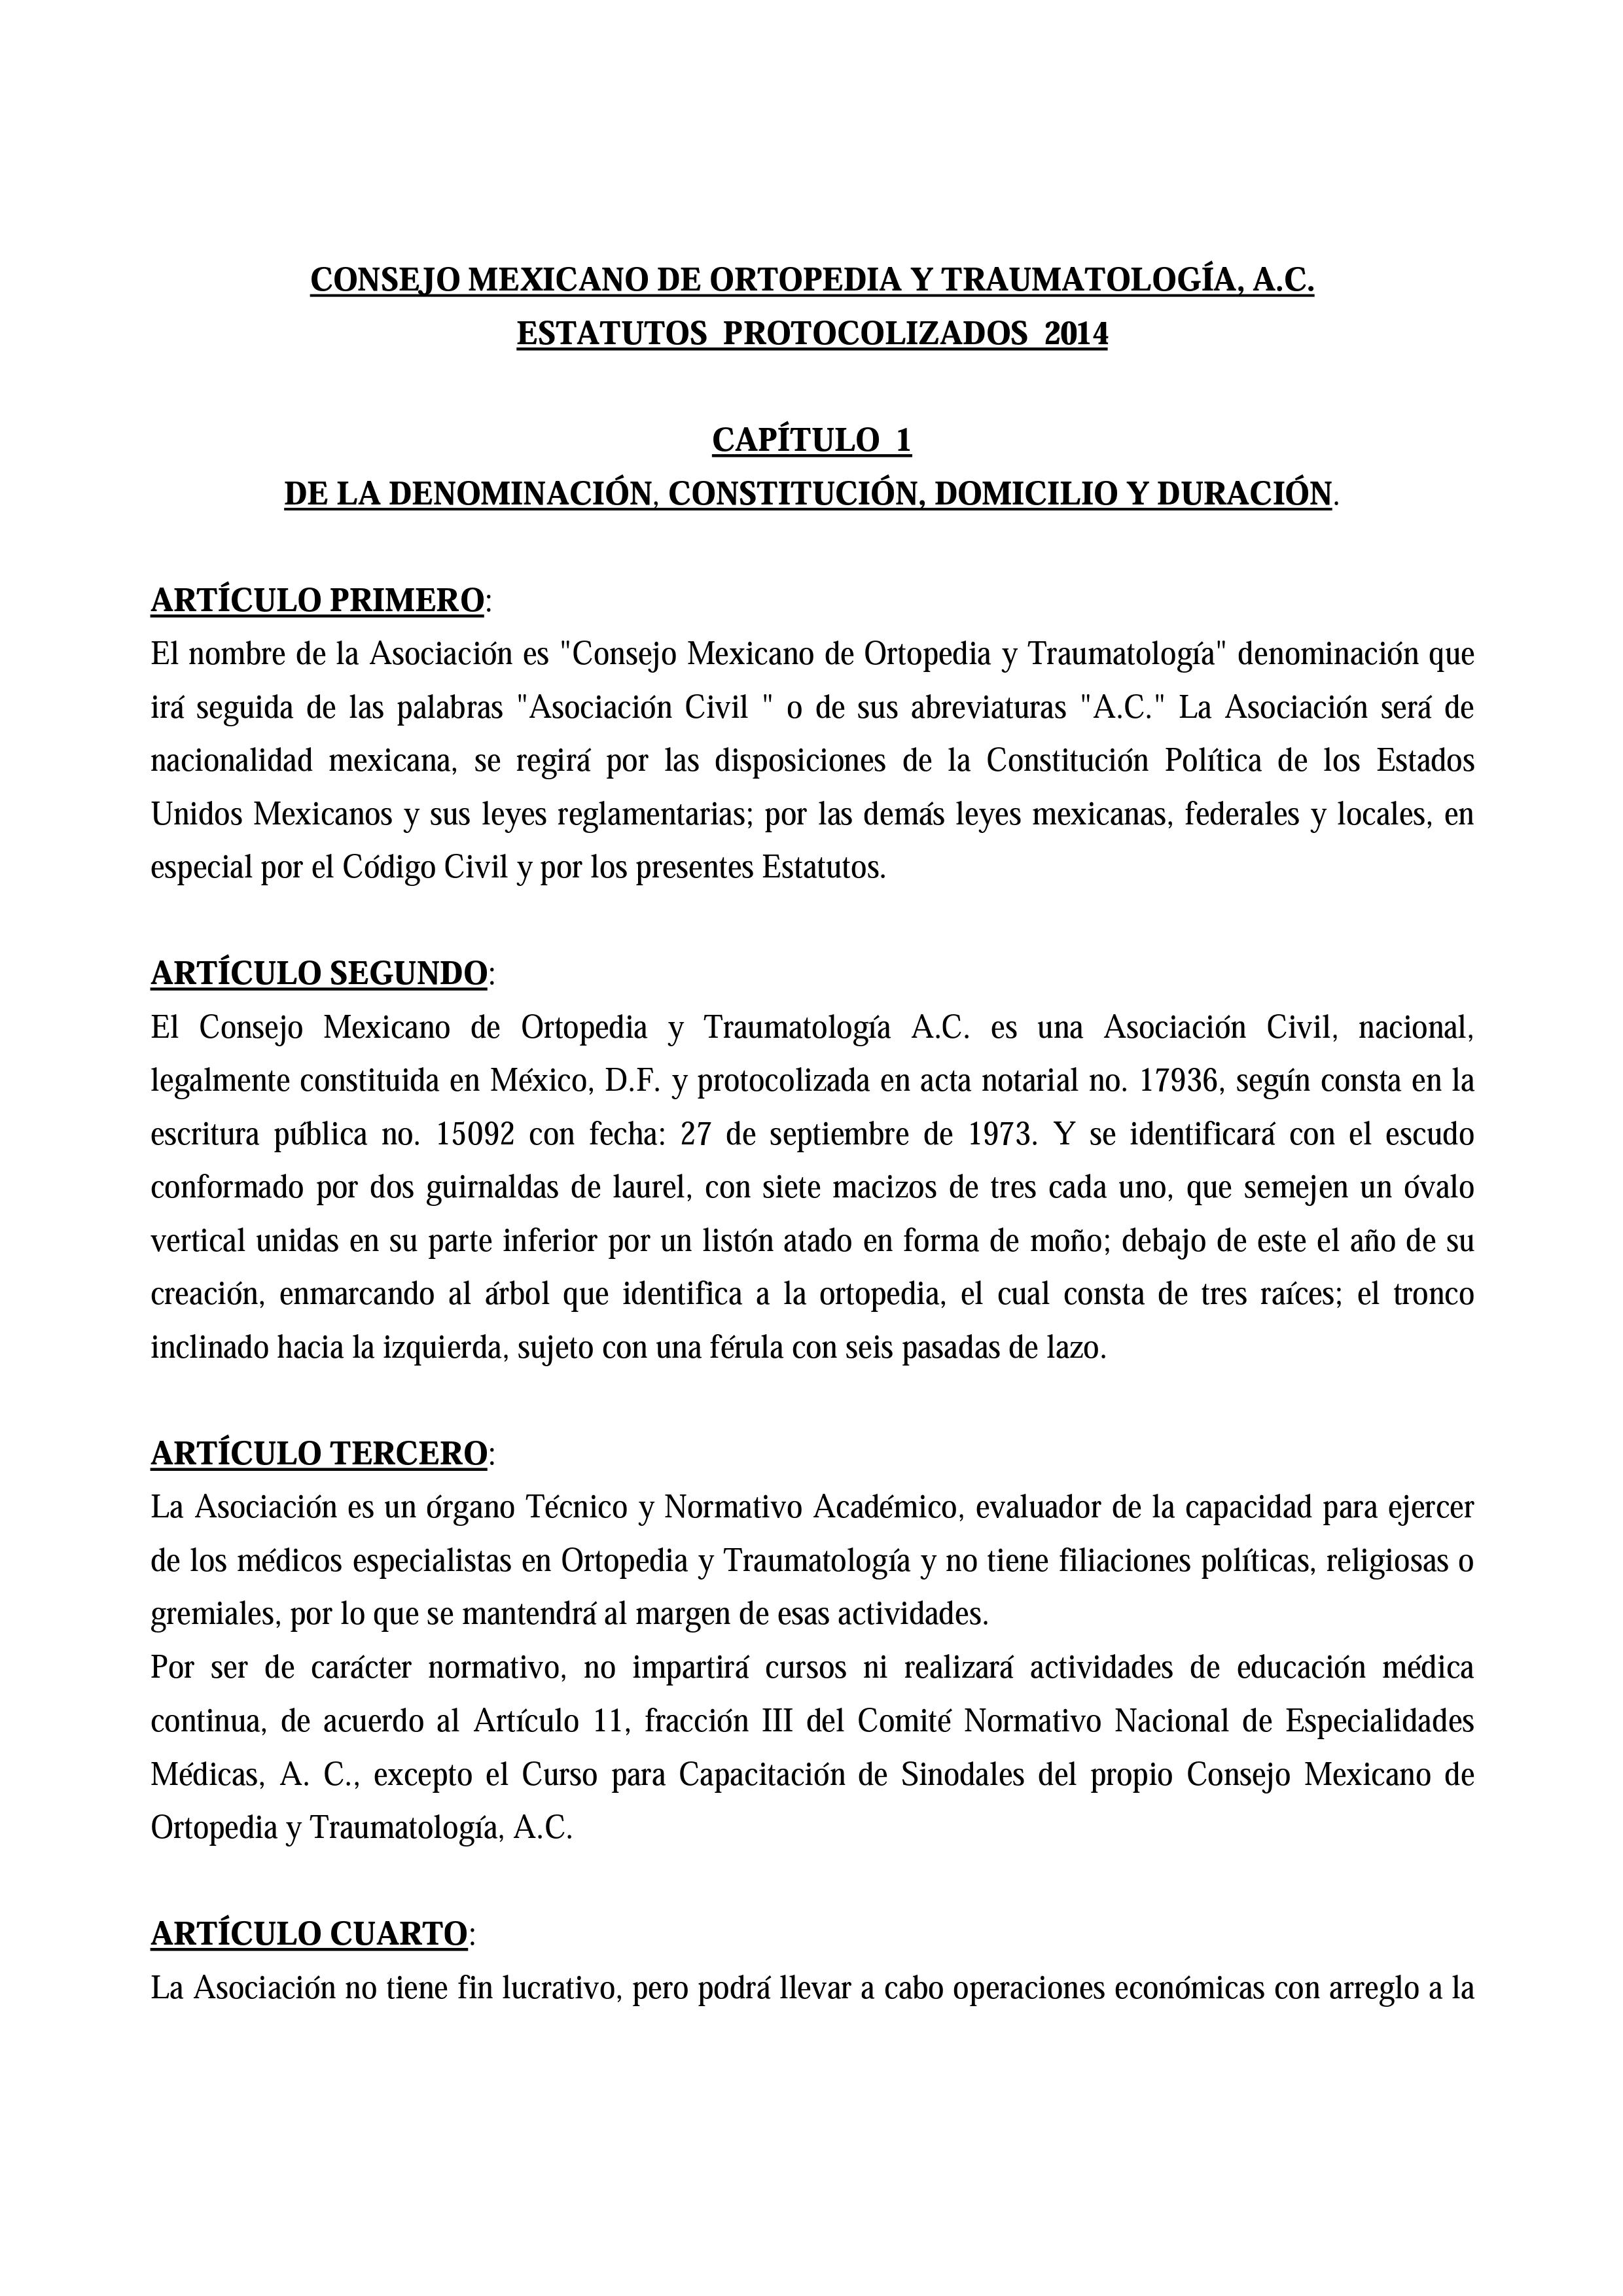 CONSEJO MEXICANO DE ORTOPEDIA Y TRAUMATOLOGÍA, A.C.
ESTATUTOS PROTOCOLIZADOS 2014
CAPÍTULO 1
DE LA DENOMINACIÓN, CONSTITUCIÓN, DOMICILIO Y DURACIÓN.
ARTÍCULO PRIMERO:
El nombre de la Asociación es "Consejo Mexicano de Ortopedia y Traumatología" denominación que
irá seguida de las palabras "Asociación Civil " o de sus abreviaturas "A.C." La Asociación será de
nacionalidad mexicana, se regirá por las disposiciones de la Constitución Política de los Estados
Unidos Mexicanos y sus leyes reglamentarias; por las demás leyes mexicanas, federales y locales, en
especial por el Código Civil y por los presentes Estatutos.
ARTÍCULO SEGUNDO:
El Consejo Mexicano de Ortopedia y Traumatología A.C. es una Asociación Civil, nacional,
legalmente constituida en México, D.F. y protocolizada en acta notarial no. 17936, según consta en la
escritura pública no. 15092 con fecha: 27 de septiembre de 1973. Y se identificará con el escudo
conformado por dos guirnaldas de laurel, con siete macizos de tres cada uno, que semejen un óvalo
vertical unidas en su parte inferior por un listón atado en forma de moño; debajo de este el año de su
creación, enmarcando al árbol que identifica a la ortopedia, el cual consta de tres raíces; el tronco
inclinado hacia la izquierda, sujeto con una férula con seis pasadas de lazo.
ARTÍCULO TERCERO:
La Asociación es un órgano Técnico y Normativo Académico, evaluador de la capacidad para ejercer
de los médicos especialistas en Ortopedia y Traumatología y no tiene filiaciones políticas, religiosas o
gremiales, por lo que se mantendrá al margen de esas actividades.
Por ser de carácter normativo, no impartirá cursos ni realizará actividades de educación médica
continua, de acuerdo al Artículo 11, fracción III del Comité Normativo Nacional de Especialidades
Médicas, A. C., excepto el Curso para Capacitación de Sinodales del propio Consejo Mexicano de
Ortopedia y Traumatología, A.C.
ARTÍCULO CUARTO:
La Asociación no tiene fin lucrativo, pero podrá llevar a cabo operaciones económicas con arreglo a la